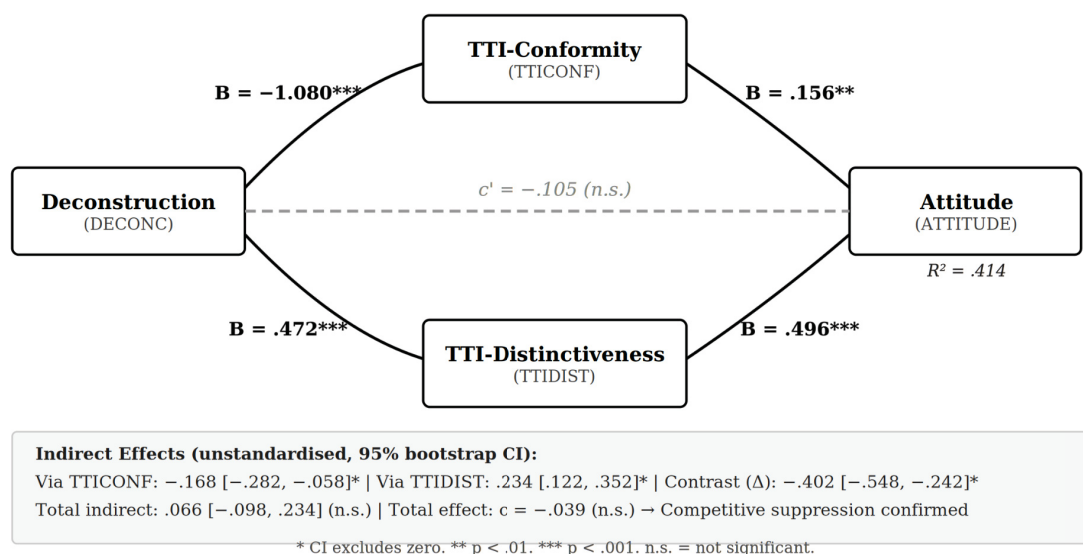 TTI-Conformity
(TTICONF)
B = −1.080***
B = .156**
Deconstruction
(DECONC)
c' = −.105 (n.s.)
Attitude
(ATTITUDE)
R² = .414
B = .472***
B = .496***
TTI-Distinctiveness
(TTIDIST)
Indirect Effects (unstandardised, 95% bootstrap CI):
Via TTICONF: −.168 [−.282, −.058]* | Via TTIDIST: .234 [.122, .352]* | Contrast (Δ): −.402 [−.548, −.242]*
Total indirect: .066 [−.098, .234] (n.s.) | Total effect: c = −.039 (n.s.) → Competitive suppression confirmed
* CI excludes zero. ** p < .01. *** p < .001. n.s. = not significant.